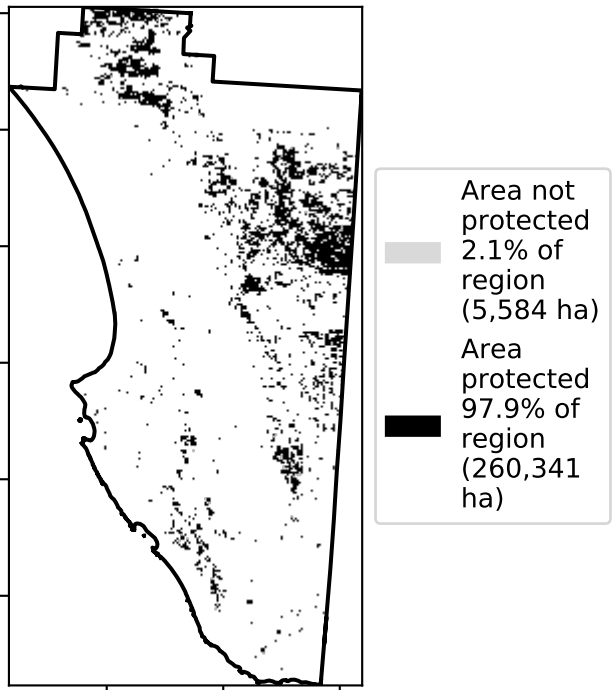 Area not
protected
2.1% of
region
(5,584 ha)
Area
protected
97.9% of
region
(260,341
ha)